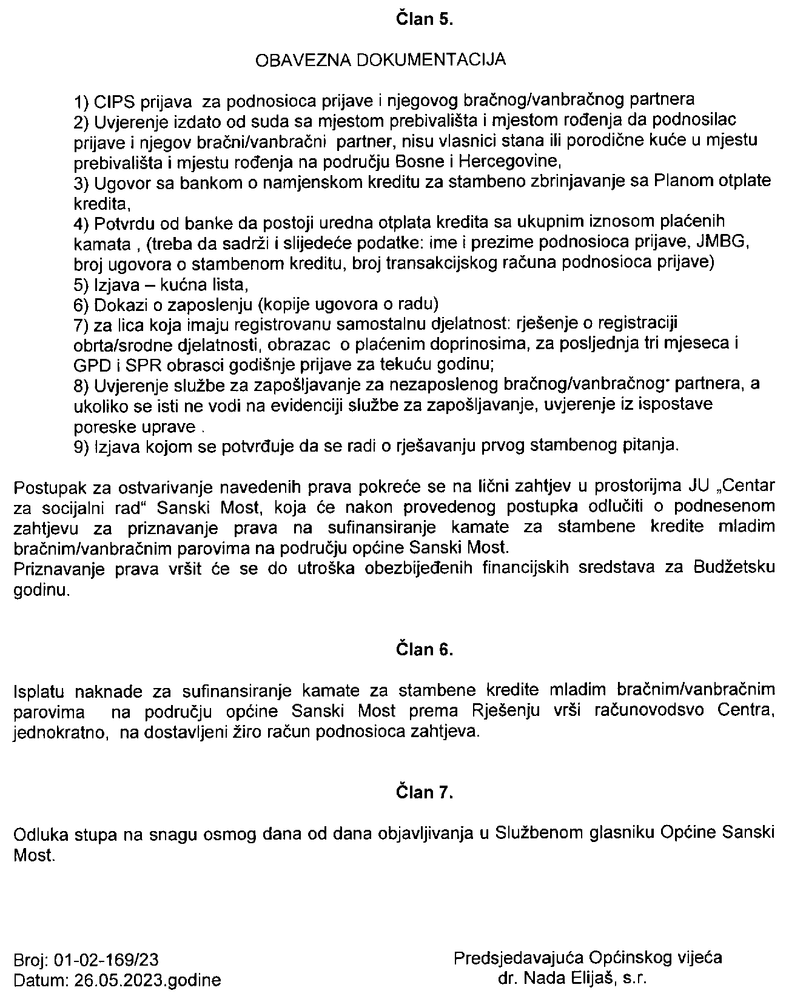 Član 5.
OBAVEZNA DOKUMENTACIJA
1) CIPS prijava  za podnosioca prijave i njegovog bračnog/vanbračnog partnera
2) Uvjerenje izdato od suda sa mjestom prebivališta i mjestom rođenja da podnosilac
prijave i njegov bračni/vanbračni  partner, nisu vlasnici stana ili porodične kuće u mjestu
prebivališta i mjestu rođenja na području Bosne i Hercegovine,
3) Ugovor sa bankom o namjenskom kreditu za stambeno zbrinjavanje sa Planom otplate
kredita,
4) Potvrdu od banke da postoji uredna otplata kredita sa ukupnim iznosom plaćenih
kamata , (treba da sadrži i slijedeće podatke: ime i prezime podnosioca prijave, JMBG,
broj ugovora o stambenom kreditu, broj transakcijskog računa podnosioca prijave)
5) Izjava – kućna lista,
6) Dokazi o zaposlenju (kopije ugovora o radu)
7) za lica koja imaju registrovanu samostalnu djelatnost: rješenje o registraciji
obrta/srodne djelatnosti, obrazac  o plaćenim doprinosima, za posljednja tri mjeseca i
GPD i SPR obrasci godišnje prijave za tekuću godinu;
8) Uvjerenje službe za zapošljavanje za nezaposlenog bračnog/vanbračnog partnera, a
ukoliko se isti ne vodi na evidenciji službe za zapošljavanje, uvjerenje iz ispostave
poreske uprave .
9) Izjava kojom se potvrđuje da se radi o rješavanju prvog stambenog pitanja.
Postupak za ostvarivanje navedenih prava pokreće se na lični zahtjev u prostorijma JU „Centar
za socijalni rad“ Sanski Most, koja će nakon provedenog postupka odlučiti o podnesenom
zahtjevu za priznavanje prava na sufinansiranje kamate za stambene kredite mladim
bračnim/vanbračnim parovima na području općine Sanski Most.
Priznavanje prava vršit će se do utroška obezbijeđenih financijskih sredstava za Budžetsku
godinu.
Član 6.
Isplatu naknade za sufinansiranje kamate za stambene kredite mladim bračnim/vanbračnim
parovima  na području općine Sanski Most prema Rješenju vrši računovodsvo Centra,
jednokratno,  na dostavljeni žiro račun podnosioca zahtjeva.
Član 7.
Odluka stupa na snagu osmog dana od dana objavljivanja u Službenom glasniku Općine Sanski
Most.
Broj: 01-02-169/23
Datum: 26.05.2023.godine
Predsjedavajuća Općinskog vijeća
dr. Nada Elijaš, s.r.